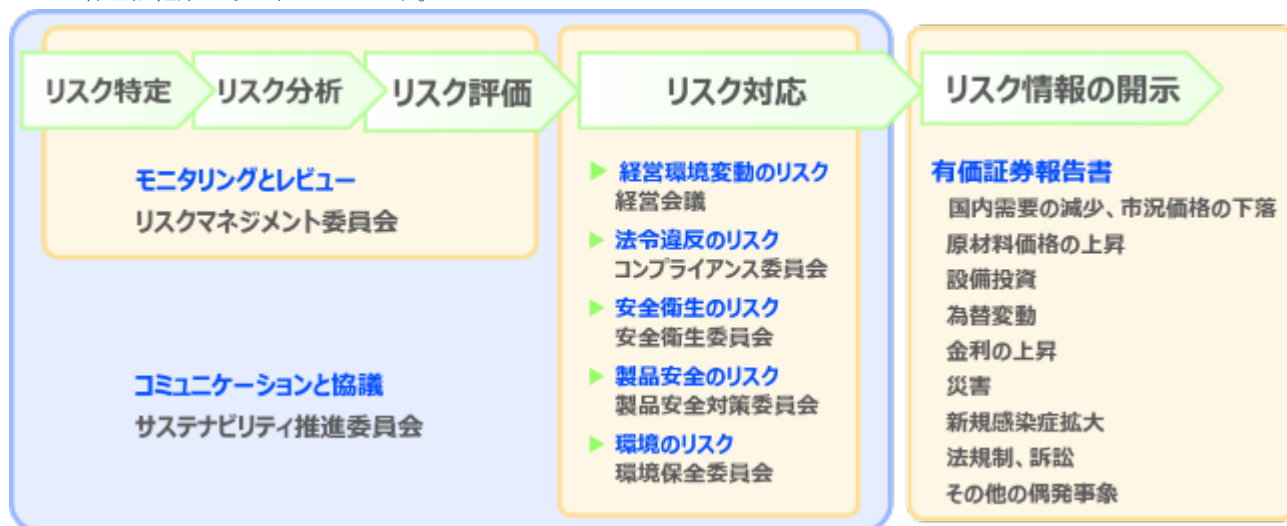 リスク特定
リスク分析
リスク評価
リスク対応
リスク情報の開示
モニタリングとレビュー
リスクマネジメント委員会
コミュニケーションと協議
サステナビリティ推進委員会
経営環境変動のリスク
経営会議
法令違反のリスク
コンプライアンス委員会
安全衛生のリスク
安全衛生委員会
製品安全のリスク
製品安全対策委員会
環境のリスク
環境保全委員会
有価証券報告書
国内需要の減少、市況価格の下落
原材料価格の上昇
設備投資
為替変動
金利の上昇
災害
新規感染症拡大
法規制、訴訟
その他の偶発事象